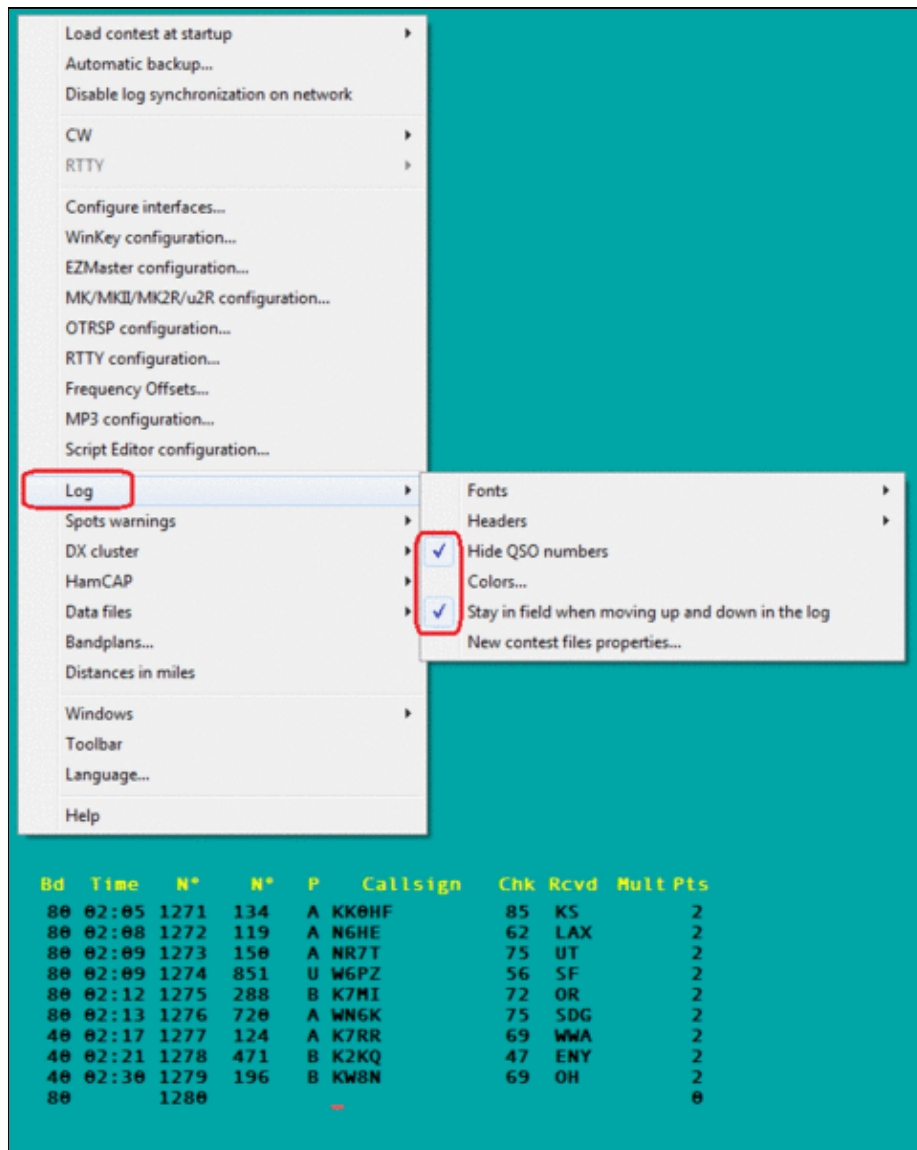 Load contest at startup
Automatic backup...
Disable log synchronization on network
CW
RTTY
Configure interfaces...
WinKey configuration...
EZMaster configuration...
MK/MKII/MK2R/u2R configuration...
OTRSP configuration...
RTTY configuration...
Frequency Offsets...
MP3 configuration...
Script Editor configuration...
Log
Spots warnings
DX cluster
HamCAP
Data files
Bandplans...
Distances in miles
Windows
Toolbar
Language...
Help
Fonts
Headers
Hide QSO numbers
Colors...
Stay in field when moving up and down in the log
New contest files properties...
Bd Time N° N° P Callsign Chk Rcvd Mult Pts
80 02:05 1271 134 A KK0HF 85 KS 2
80 02:08 1272 119 A N6HE 62 LAX 2
80 02:09 1273 150 A NR7T 75 UT 2
80 02:09 1274 851 U W6PZ 56 SF 2
80 02:12 1275 288 B K7MI 72 OR 2
80 02:13 1276 720 A WN6K 75 SDG 2
40 02:17 1277 124 A K7RR 69 WWA 2
40 02:21 1278 471 B K2KQ 47 ENY 2
40 02:30 1279 196 B KW8N 69 OH 2
80 1280 0